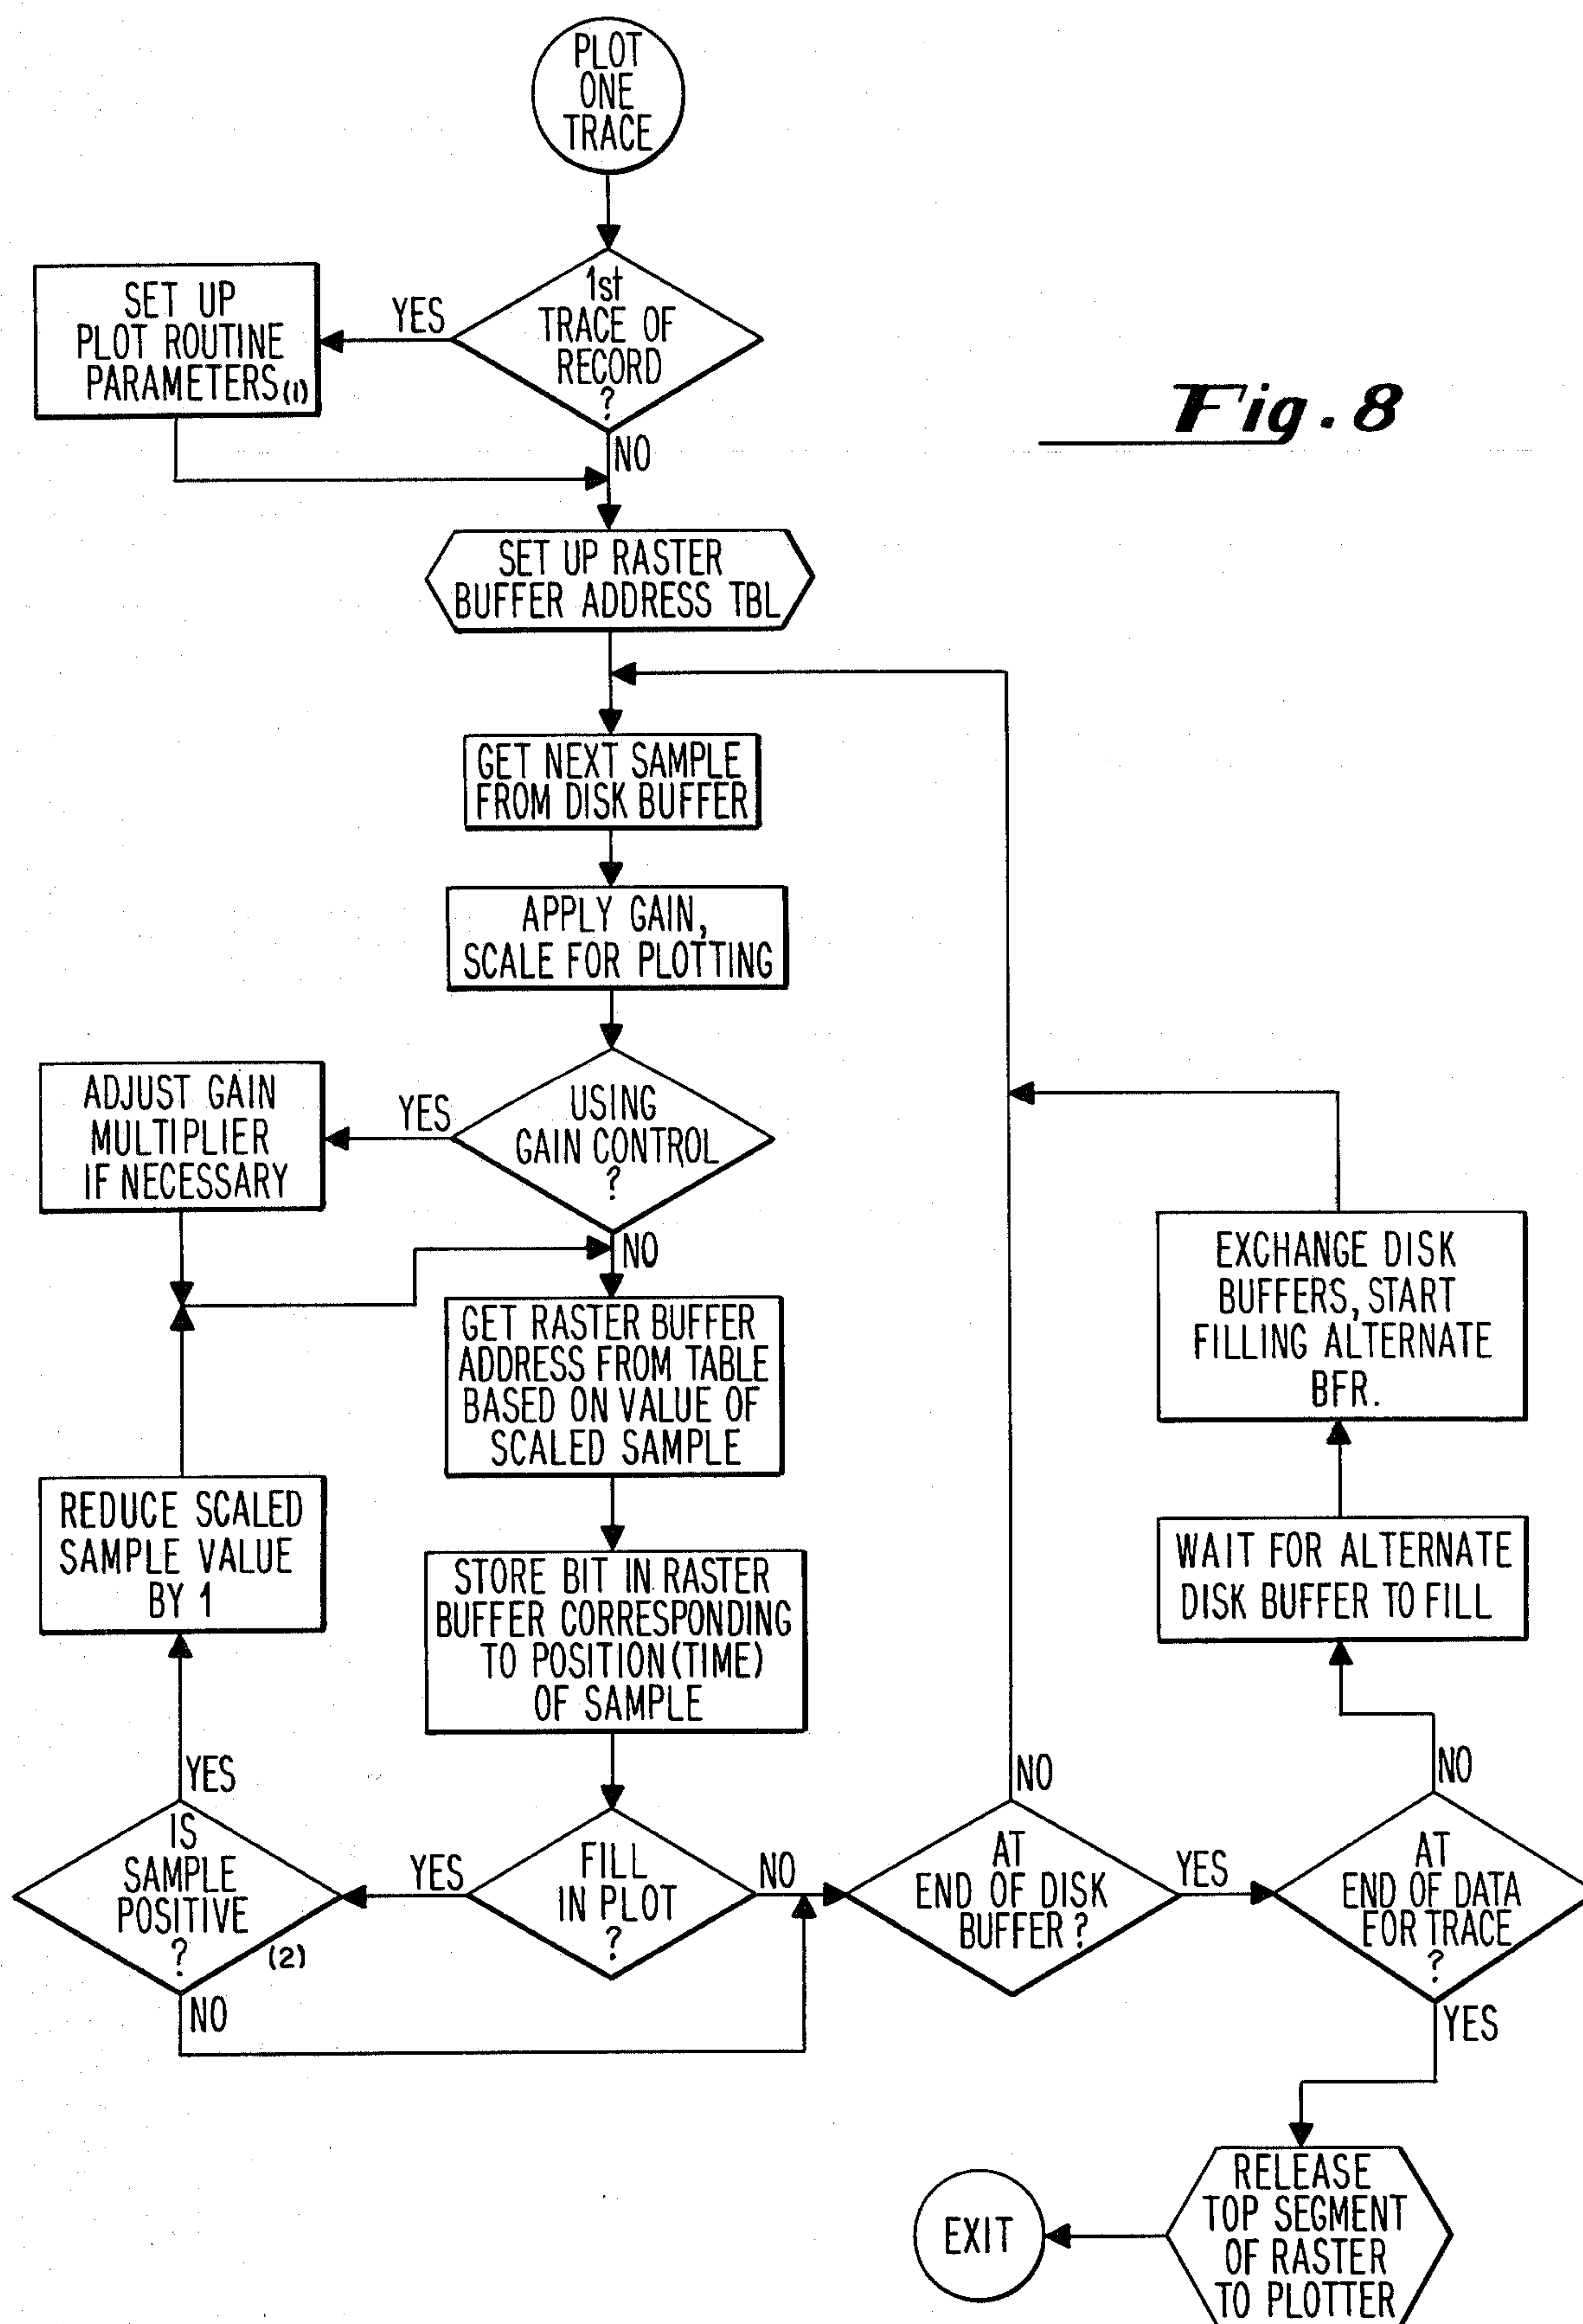 PLOT
ONE
TRACE
1st
TRACE OF
RECORD
?
YES
SET UP
PLOT ROUTINE
PARAMETERS(1)
Fig. 8
NO
SET UP RASTER
BUFFER ADDRESS TBL
GET NEXT SAMPLE
FROM DISK BUFFER
APPLY GAIN,
SCALE FOR PLOTTING
USING
GAIN CONTROL
?
YES
ADJUST GAIN
MULTIPLIER
IF NECESSARY
NO
GET RASTER BUFFER
ADDRESS FROM TABLE
BASED ON VALUE OF
SCALED SAMPLE
EXCHANGE DISK
BUFFERS, START
FILLING ALTERNATE
BFR.
REDUCE SCALED
SAMPLE VALUE
BY 1
STORE BIT IN RASTER
BUFFER CORRESPONDING
TO POSITION (TIME)
OF SAMPLE
WAIT FOR ALTERNATE
DISK BUFFER TO FILL
YES
IS
SAMPLE
POSITIVE
?
(2)
NO
YES
FILL
IN PLOT
?
NO
NO
AT
END OF DISK
BUFFER ?
YES
NO
AT
END OF DATA
FOR TRACE
?
YES
RELEASE
TOP SEGMENT
OF RASTER
TO PLOTTER
EXIT